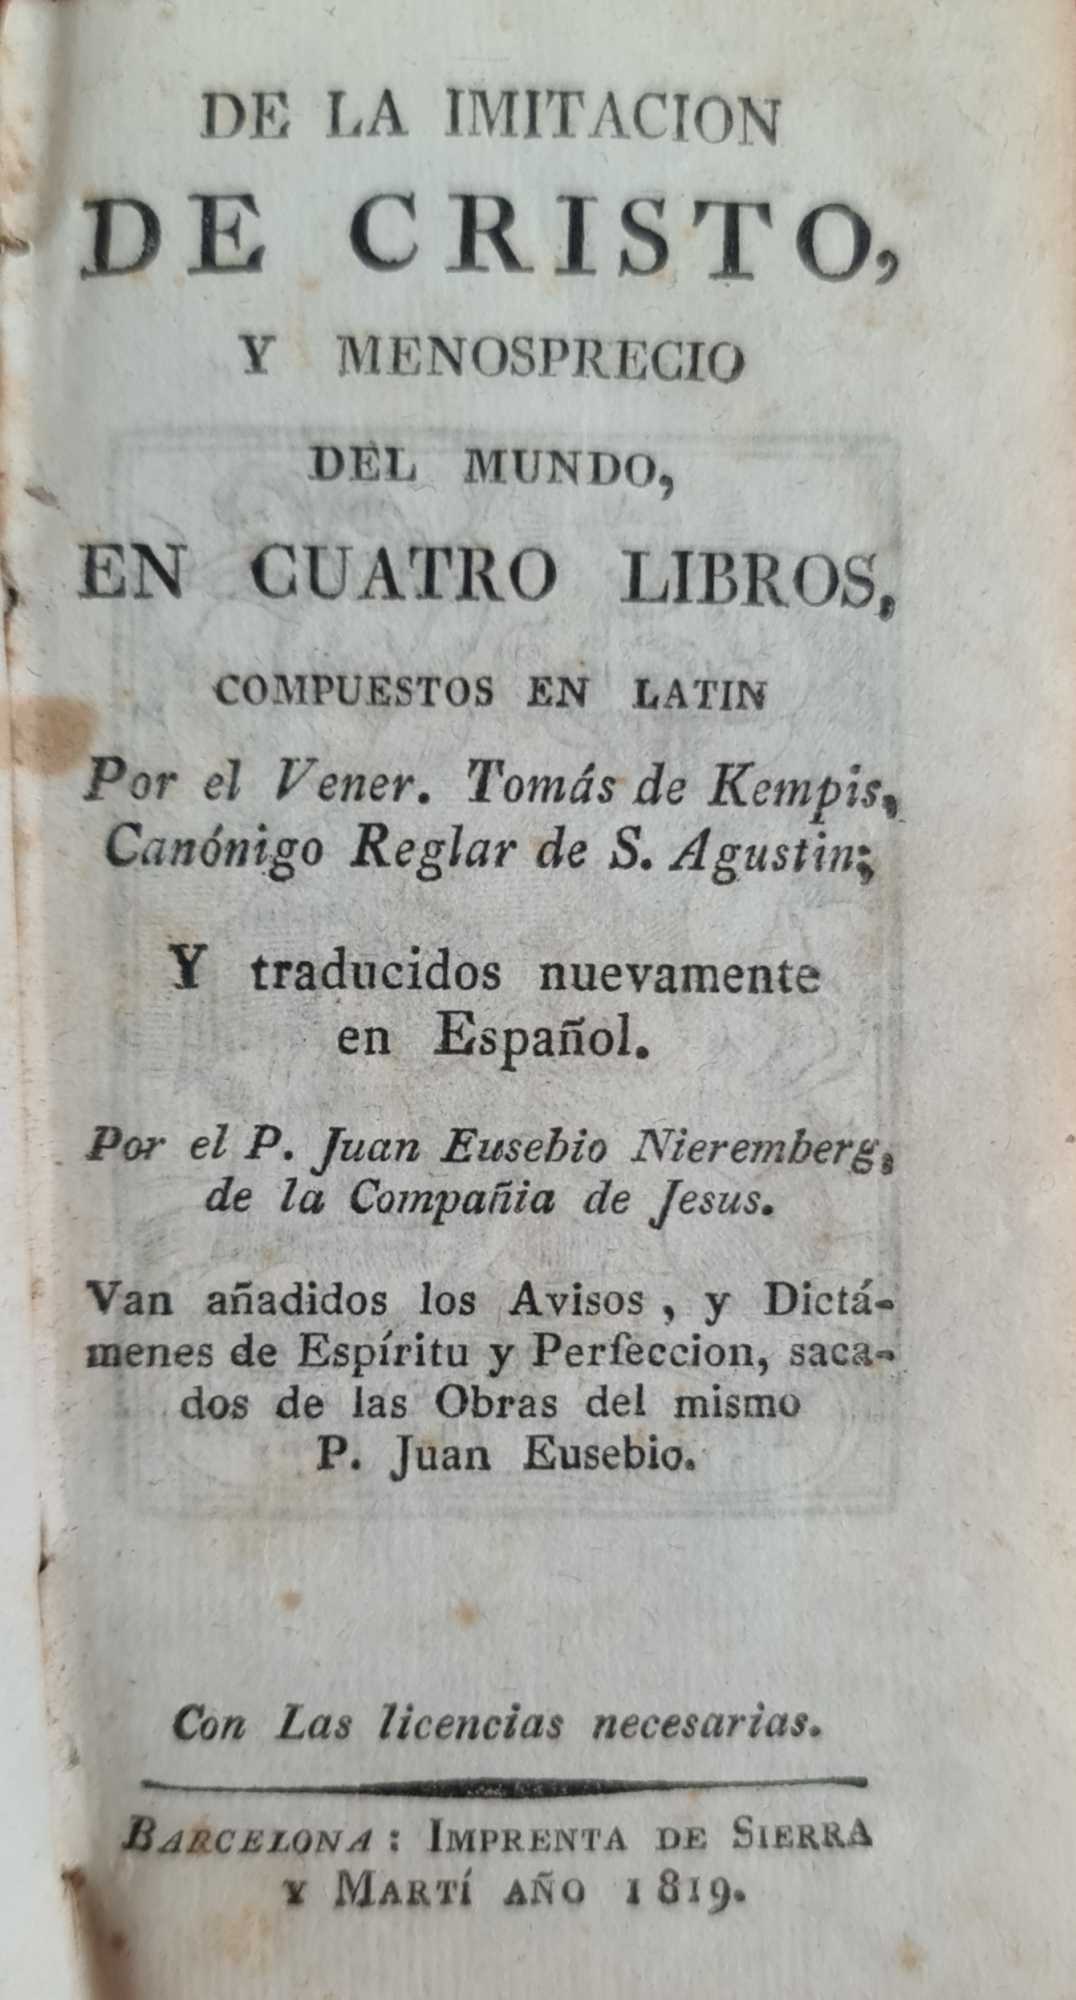 DE LA IMITACION
DE CRISTO,
Y MENOSPRECIO
DEL MUNDO,
EN CUATRO LIBROS,
COMPUESTOS EN LATIN
Por el Vener. Tomás de Kempis,
Canónigo Reglar de S. Agustin;
Y traducidos nuevamente
en Español.
Por el P. Juan Eusebio Nieremberg,
de la Compañia de Jesus.
Van añadidos los Avisos, y Dictá-
menes de Espíritu y Perfeccion, saca-
dos de las Obras del mismo
P. Juan Eusebio.
Con Las licencias necesarias.
BARCELONA: IMPRENTA DE SIERRA
Y MARTÍ AÑO 1819.